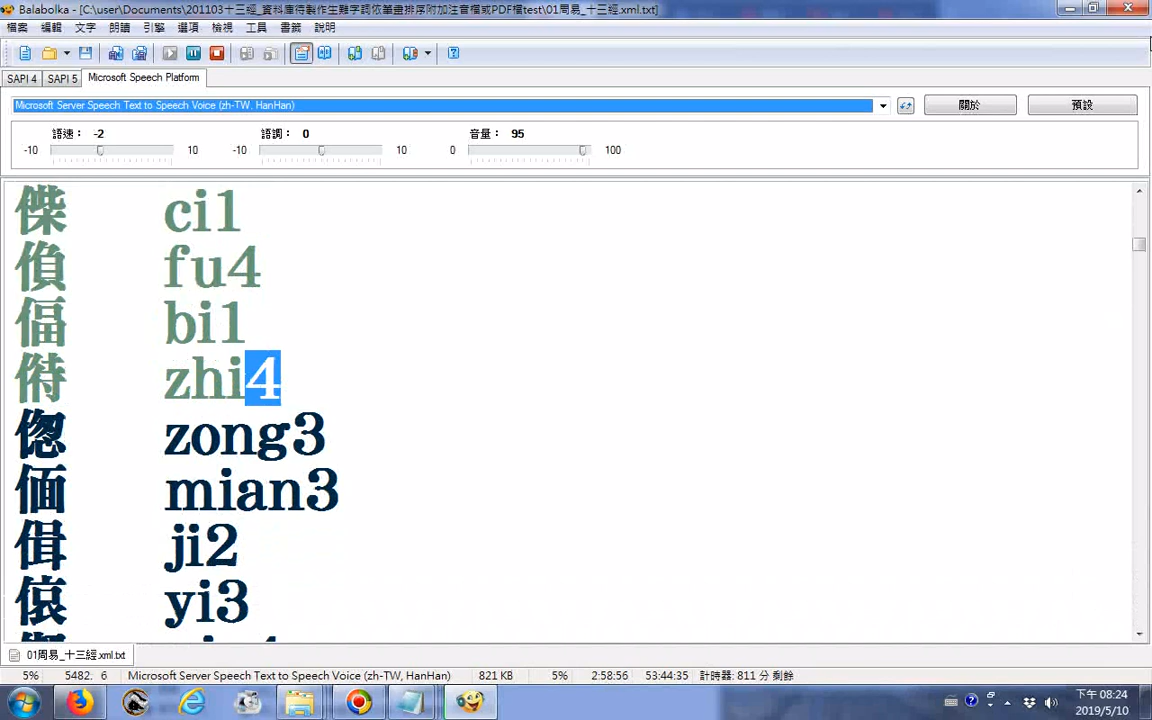 Balabolka - [C:\user\Documents\201103十三經_資料庫待製作生難字詞依筆畫排序附加注音檔或PDF檔test\01周易_十三經.xml.txt]
檔案 編輯 文字 朗讀 引擎 選項 檢視 工具 書籤 說明
SAPI 4 SAPI 5 Microsoft Speech Platform
Microsoft Server Speech Text to Speech Voice (zh-TW, HanHan) 關於 預設
語速: -2 語調: 0 音量: 95
-10 10 -10 10 0 100
ci1
fu4
bi1
偫 zhi4
偬 zong3
偭 mian3
偮 ji2
偯 yi3
01周易_十三經.xml.txt
5% 5482. 6 Microsoft Server Speech Text to Speech Voice (zh-TW, HanHan) 821 KB 5% 2:58:56 53:44:35 計時器: 811 分 剩餘
下午 08:24
2019/5/10